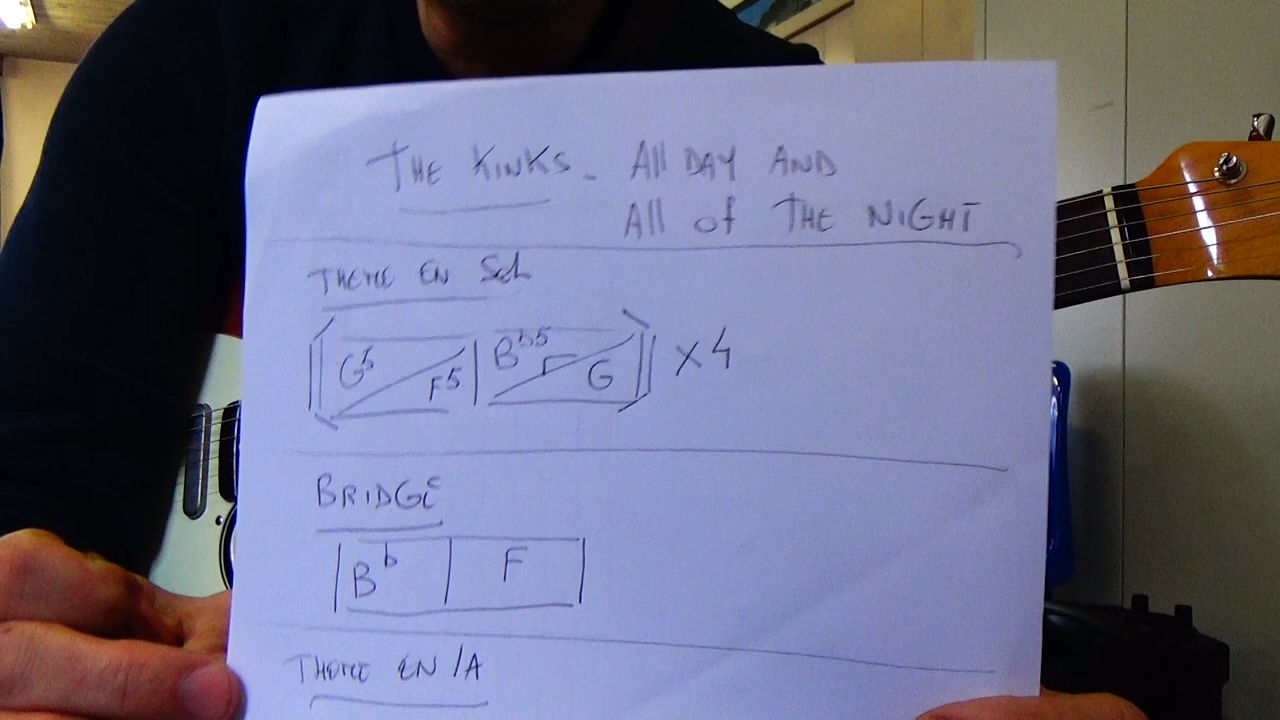 THE KINKS - All DAY AND
All of THE NIGHT
THEME EN Sol
G5 F5 Bb5 F G x4
BRIDGE
Bb F
THEME EN LA